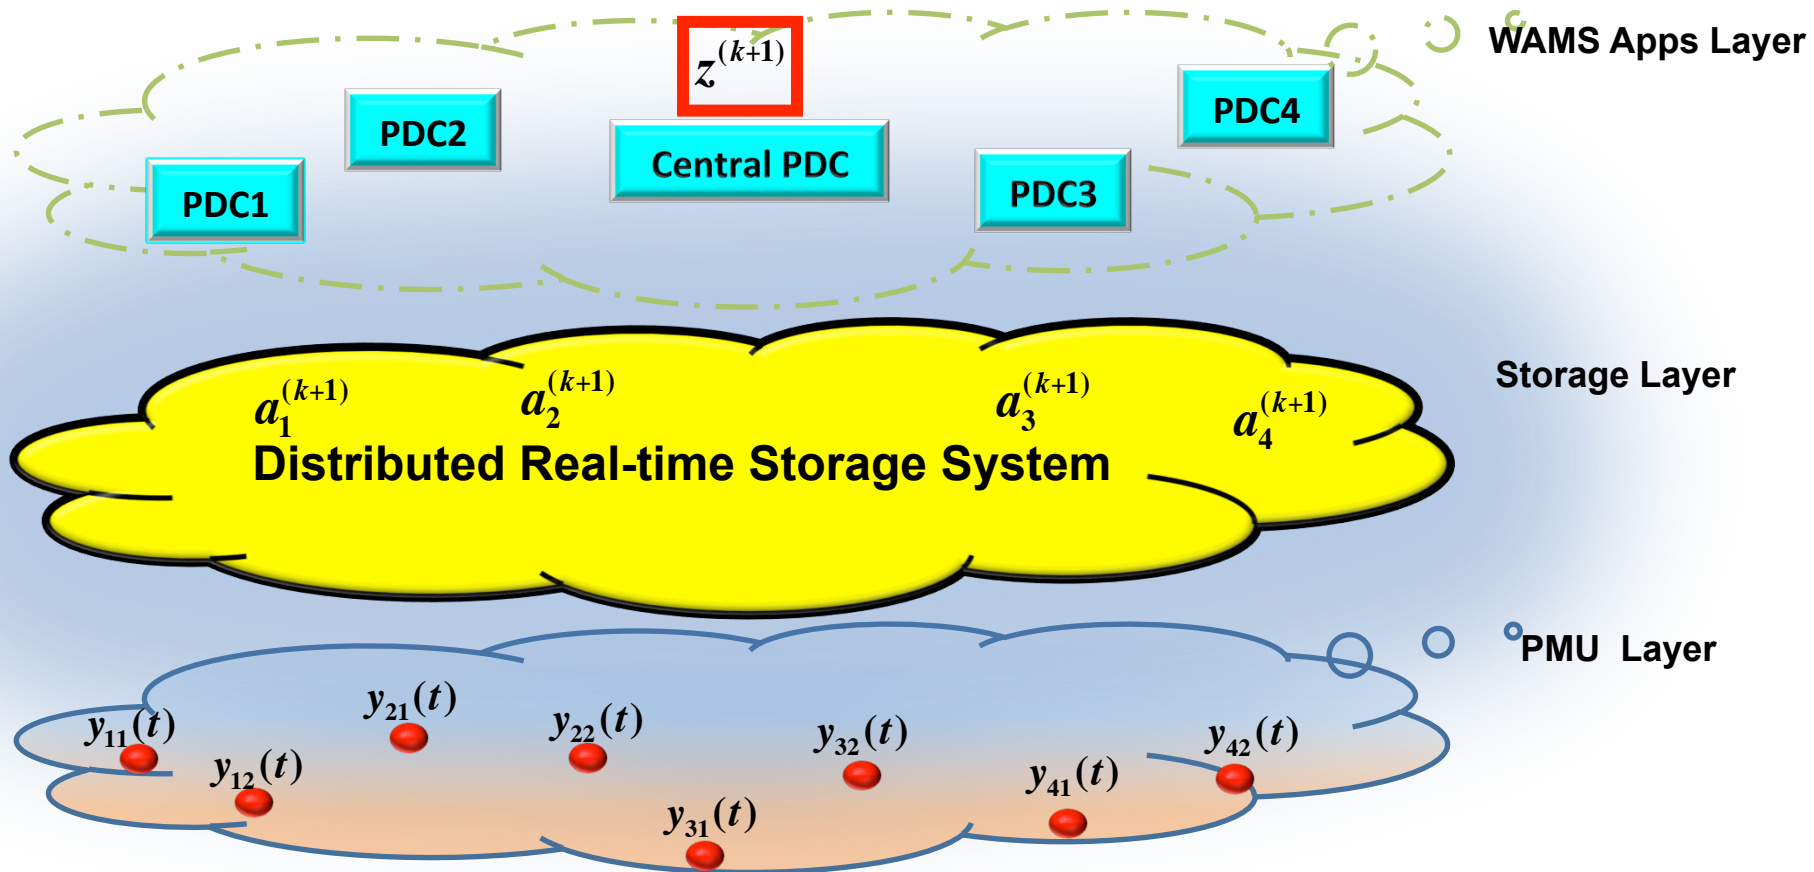 WAMS Apps Layer
z^(k+1)
PDC1
PDC2
Central PDC
PDC3
PDC4
Storage Layer
a_1^(k+1)
a_2^(k+1)
a_3^(k+1)
a_4^(k+1)
Distributed Real-time Storage System
PMU Layer
y_11(t)
y_12(t)
y_21(t)
y_22(t)
y_31(t)
y_32(t)
y_41(t)
y_42(t)